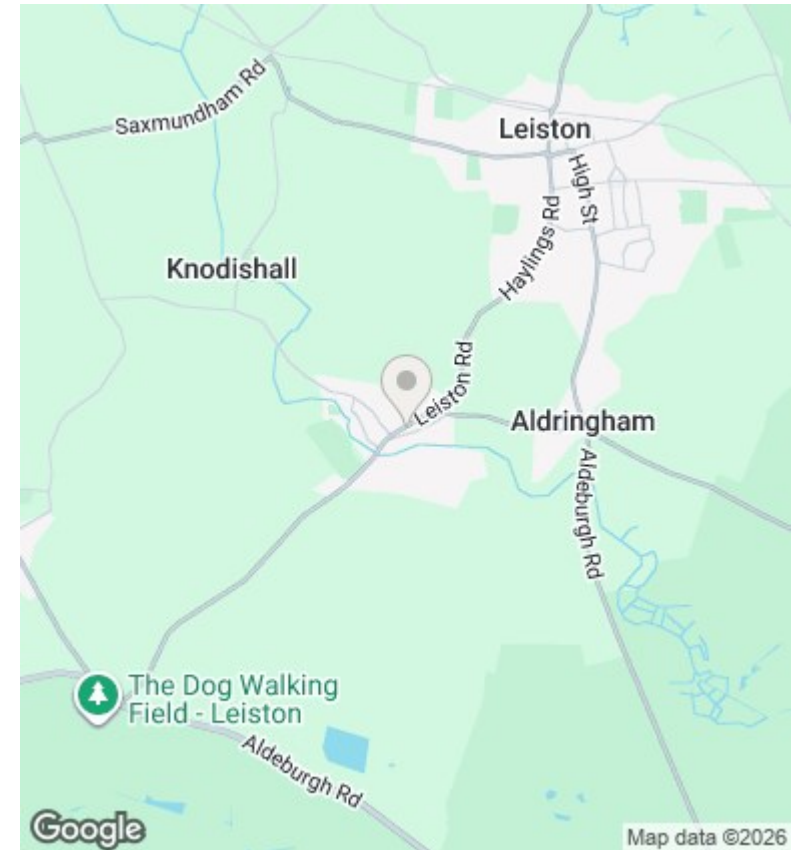 Saxmundham Rd
Leiston
High St
Haylings Rd
Knodishall
Leiston Rd
Aldringham
Aldeburgh Rd
The Dog Walking
Field - Leiston
Aldeburgh Rd
Google
Map data ©2026